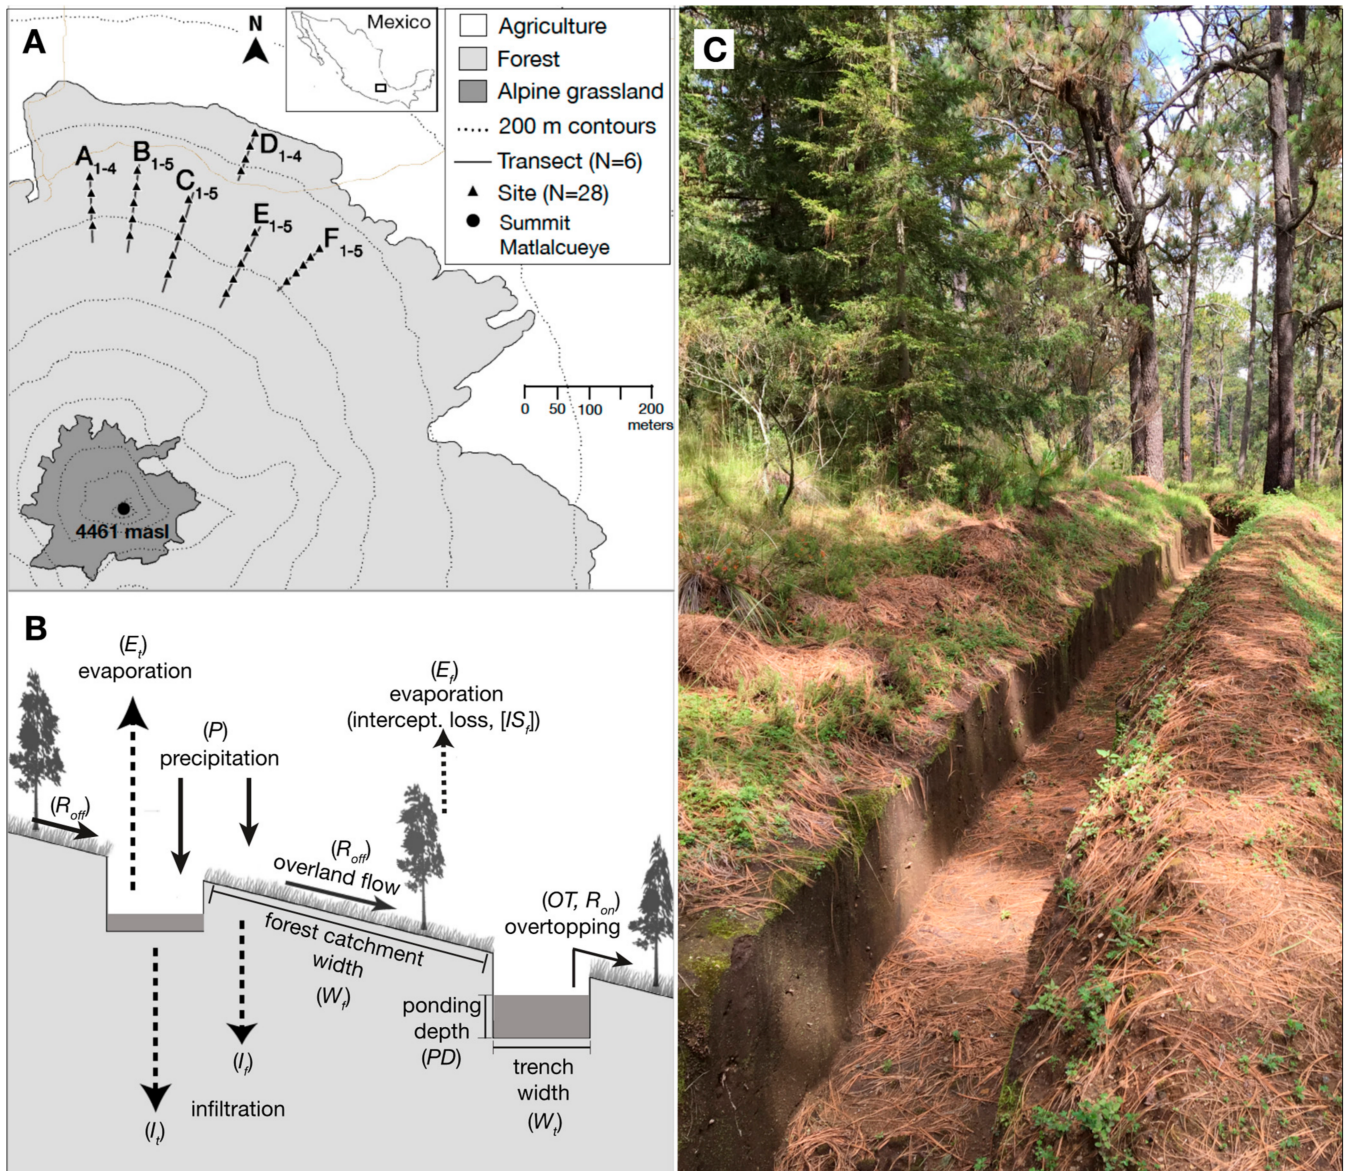 A
N
Mexico
Agriculture
Forest
Alpine grassland
200 m contours
Transect (N=6)
Site (N=28)
Summit
Matlalcueye
A1-4
B1-5
C1-5
D1-4
E1-5
F1-5
0 50 100 200
meters
4461 masl
B
(Et)
evaporation
(P)
precipitation
(Ef)
evaporation
(intercept. loss, [ISf])
(Roff)
(Roff)
overland flow
forest catchment
width
(Wf)
(OT, Ron)
overtopping
ponding
depth
(PD)
trench
width
(Wt)
(If)
infiltration
(It)
C